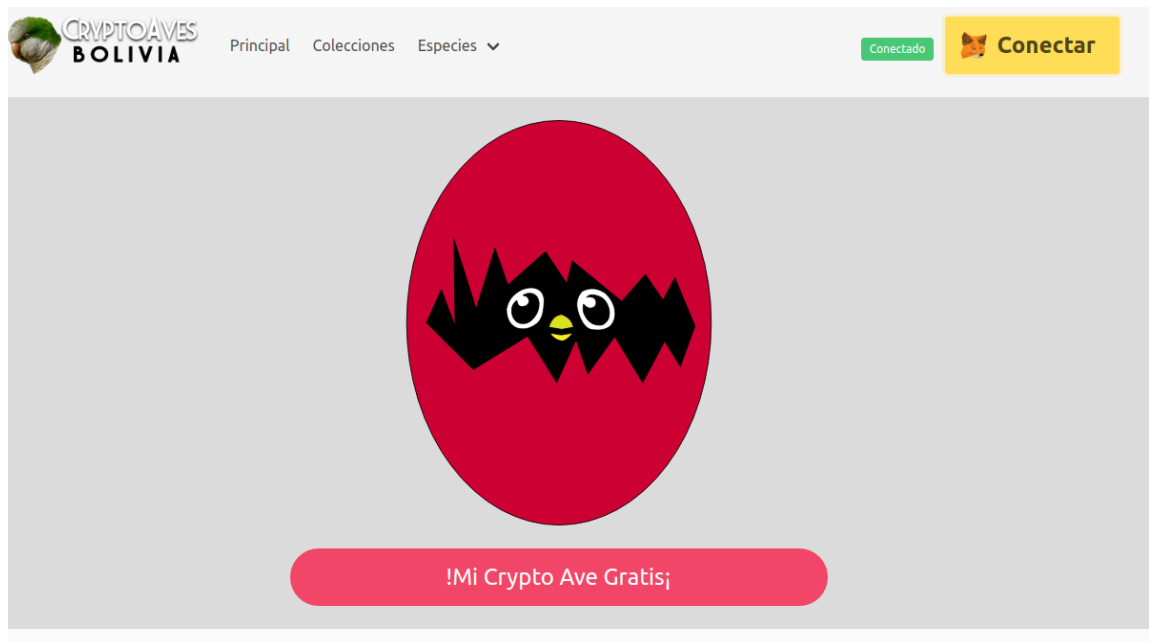 CRYPTOAVES
BOLIVIA
Principal Colecciones Especies
Conectado
Conectar
!Mi Crypto Ave Gratis¡